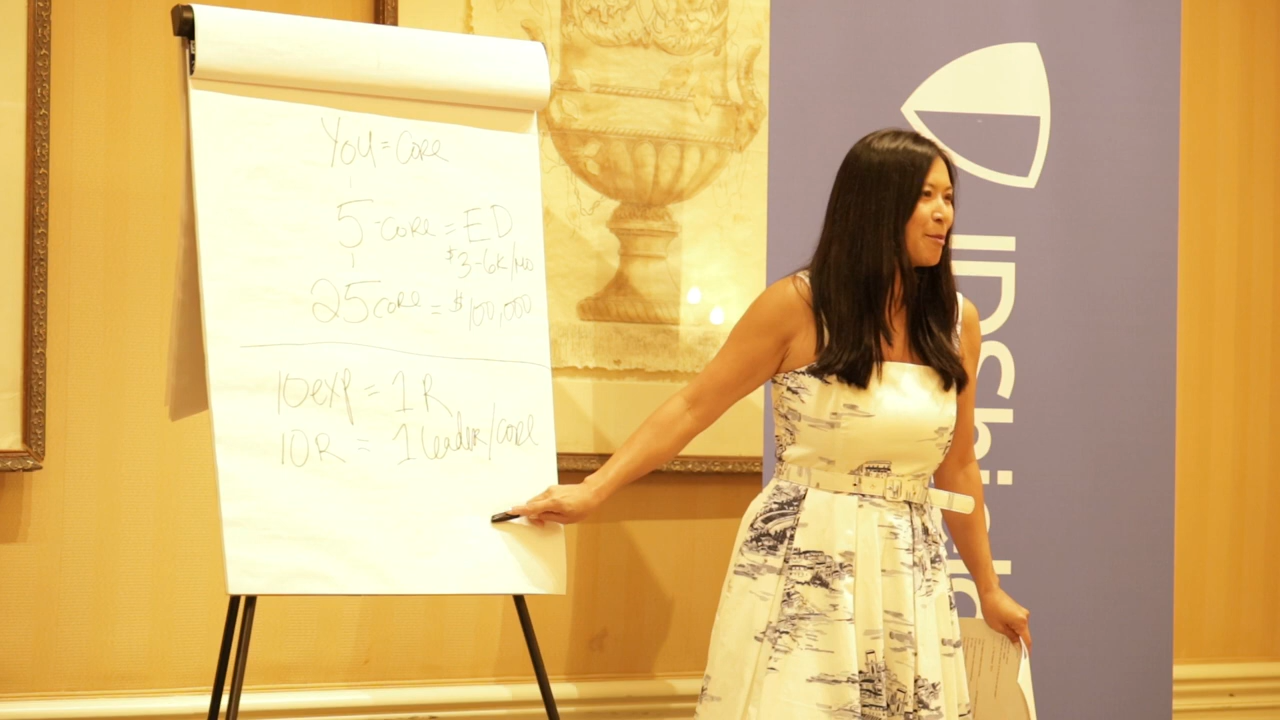 YOU = Core
5-core = ED
$3-6K/mo
25 core = $100,000
10 exp = 1 R
10 R = 1 leader/core
IDShield